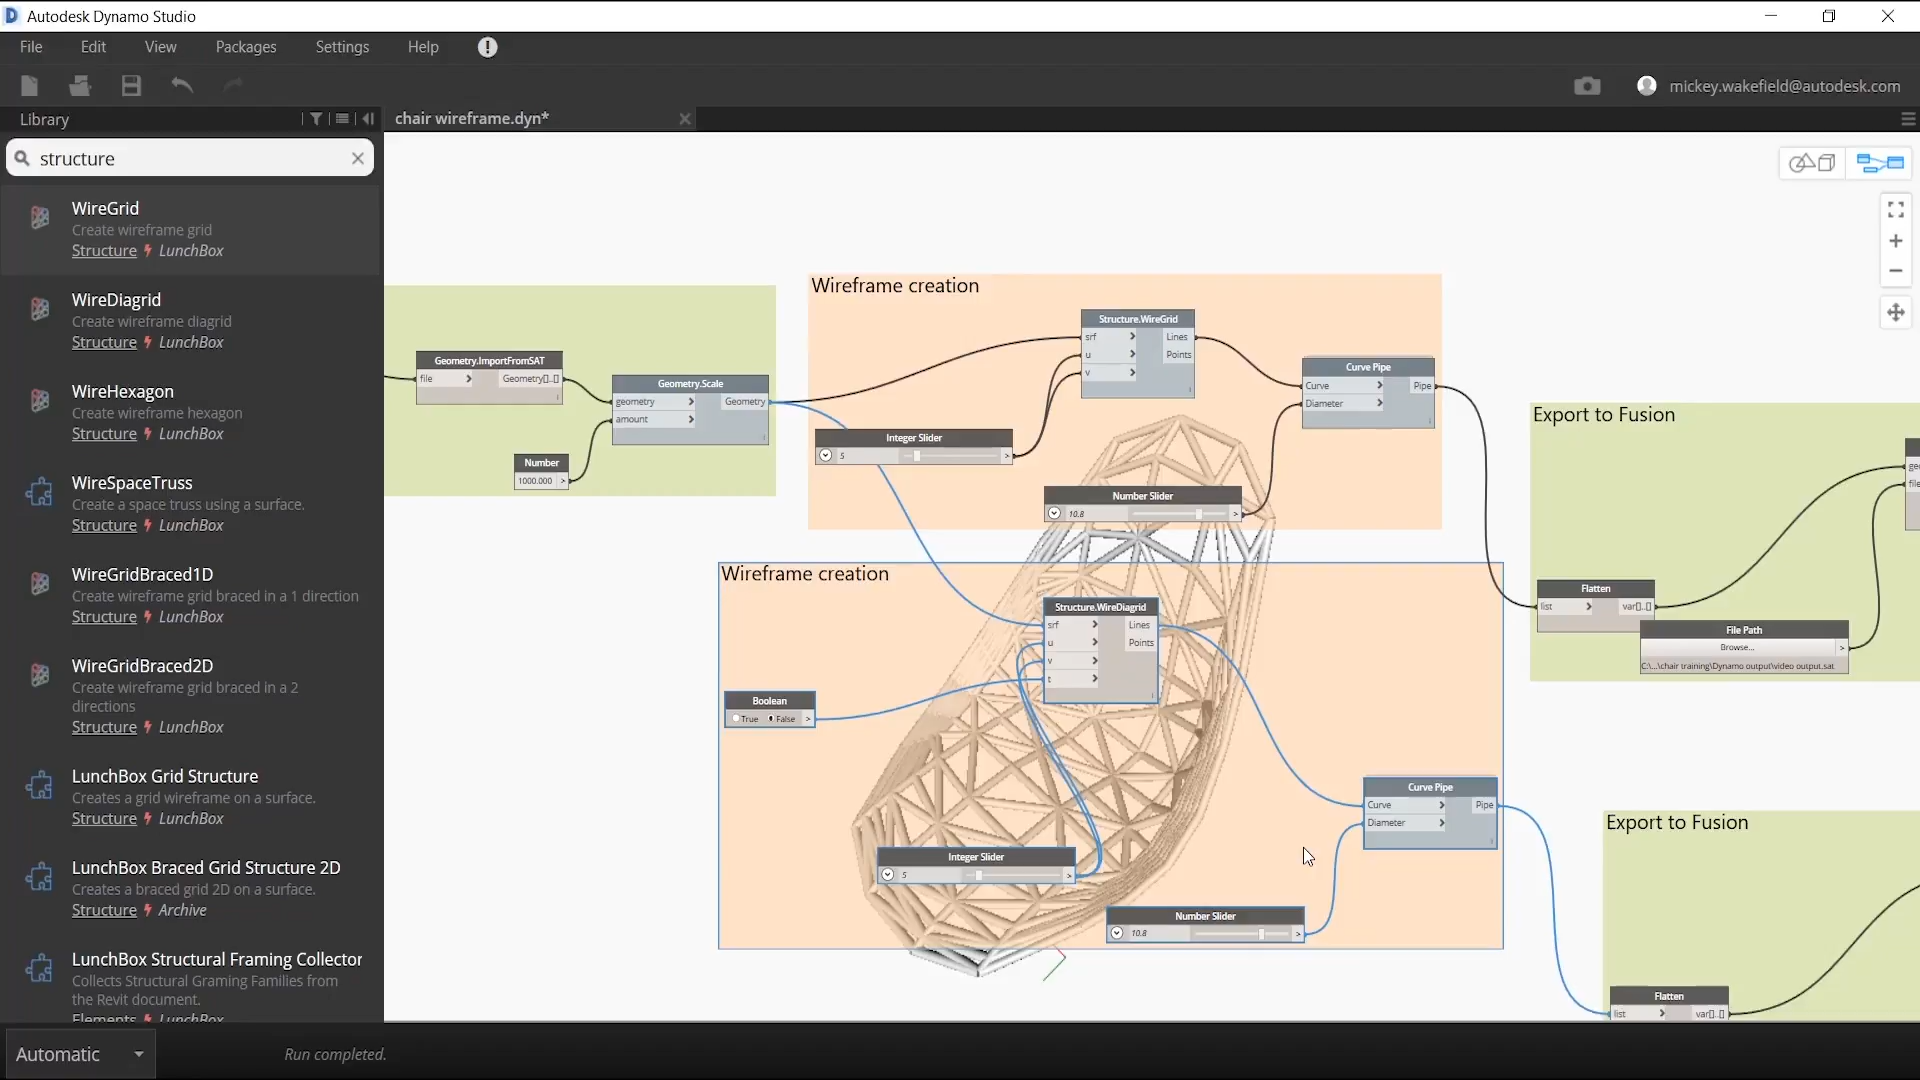 Autodesk Dynamo Studio
File Edit View Packages Settings Help
mickey.wakefield@autodesk.com
Library
chair wireframe.dyn*
structure
WireGrid
Create wireframe grid
Structure LunchBox
WireDiagrid
Create wireframe diagrid
Structure LunchBox
WireHexagon
Create wireframe hexagon
Structure LunchBox
WireSpaceTruss
Create a space truss using a surface.
Structure LunchBox
WireGridBraced1D
Create wireframe grid braced in a 1 direction
Structure LunchBox
WireGridBraced2D
Create wireframe grid braced in a 2
directions
Structure LunchBox
LunchBox Grid Structure
Creates a grid wireframe on a surface.
Structure LunchBox
LunchBox Braced Grid Structure 2D
Creates a braced grid 2D on a surface.
Structure Archive
LunchBox Structural Framing Collector
Collects Structural Graming Families from
the Revit document.
Elements LunchBox
Geometry.ImportFromSAT
file > Geometry[]..[]
Geometry.Scale
geometry > Geometry
amount >
Number
1000.000 >
Wireframe creation
Structure.WireGrid
srf > Lines
u > Points
v >
Integer Slider
5 >
Number Slider
10.8 >
Curve Pipe
Curve > Pipe
Diameter >
Wireframe creation
Structure.WireDiagrid
srf > Lines
u > Points
v >
t >
Boolean
True False >
Integer Slider
5 >
Number Slider
10.8 >
Curve Pipe
Curve > Pipe
Diameter >
Export to Fusion
Flatten
list > var[]..[]
File Path
Browse... >
C:\...\chair training\Dynamo output\video output.sat
geo
file
Export to Fusion
Flatten
list > var[]..[]
Automatic
Run completed.